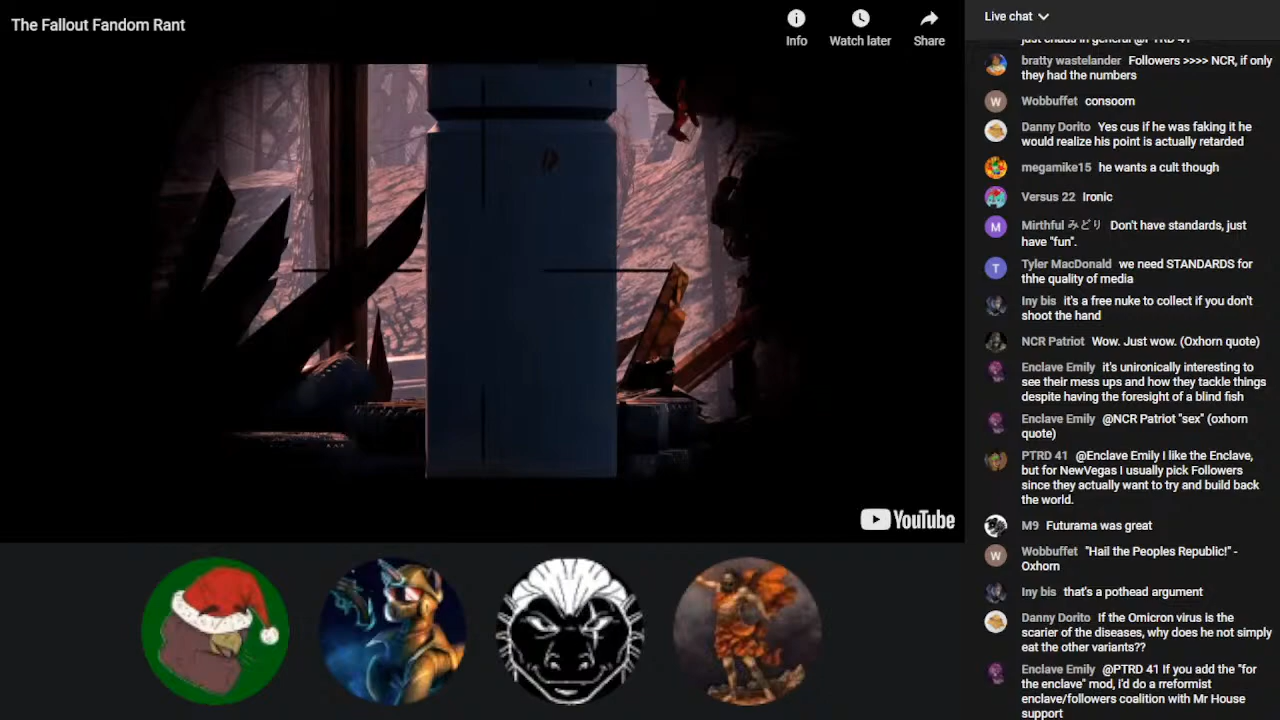 The Fallout Fandom Rant
Info
Watch later
Share
YouTube
Live chat
bratty wastelander Followers >>>> NCR, if only
they had the numbers
Wobbuffet consoom
Danny Dorito Yes cus if he was faking it he
would realize his point is actually retarded
megamike15 he wants a cult though
Versus 22 Ironic
Mirthful みどり Don't have standards, just
have "fun".
Tyler MacDonald we need STANDARDS for
thhe quality of media
Iny bis it's a free nuke to collect if you don't
shoot the hand
NCR Patriot Wow. Just wow. (Oxhorn quote)
Enclave Emily it's unironically interesting to
see their mess ups and how they tackle things
despite having the foresight of a blind fish
Enclave Emily @NCR Patriot "sex" (oxhorn
quote)
PTRD 41 @Enclave Emily I like the Enclave,
but for NewVegas I usually pick Followers
since they actually want to try and build back
the world.
M9 Futurama was great
Wobbuffet "Hail the Peoples Republic!" -
Oxhorn
Iny bis that's a pothead argument
Danny Dorito If the Omicron virus is the
scarier of the diseases, why does he not simply
eat the other variants??
Enclave Emily @PTRD 41 If you add the "for
the enclave" mod, i'd do a rreformist
enclave/followers coalition with Mr House
support